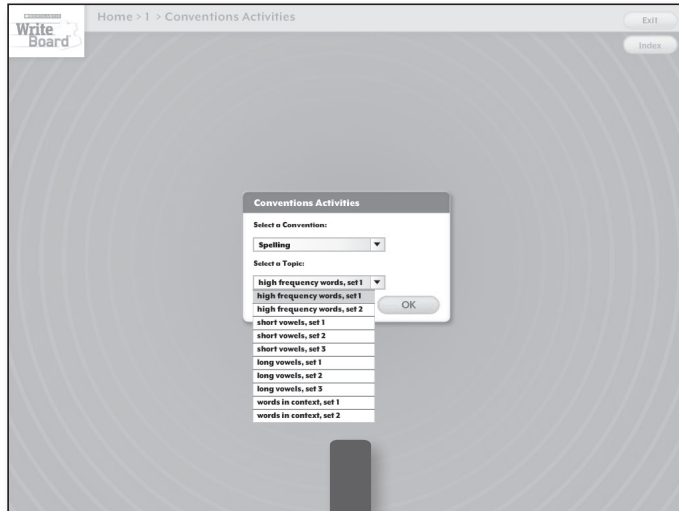 SCHOLASTIC
Write
Board
Home > 1 > Conventions Activities
Exit
Index
Conventions Activities
Select a Convention:
Spelling
Select a Topic:
high frequency words, set 1
high frequency words, set 1
high frequency words, set 2
short vowels, set 1
short vowels, set 2
short vowels, set 3
long vowels, set 1
long vowels, set 2
long vowels, set 3
words in context, set 1
words in context, set 2
OK